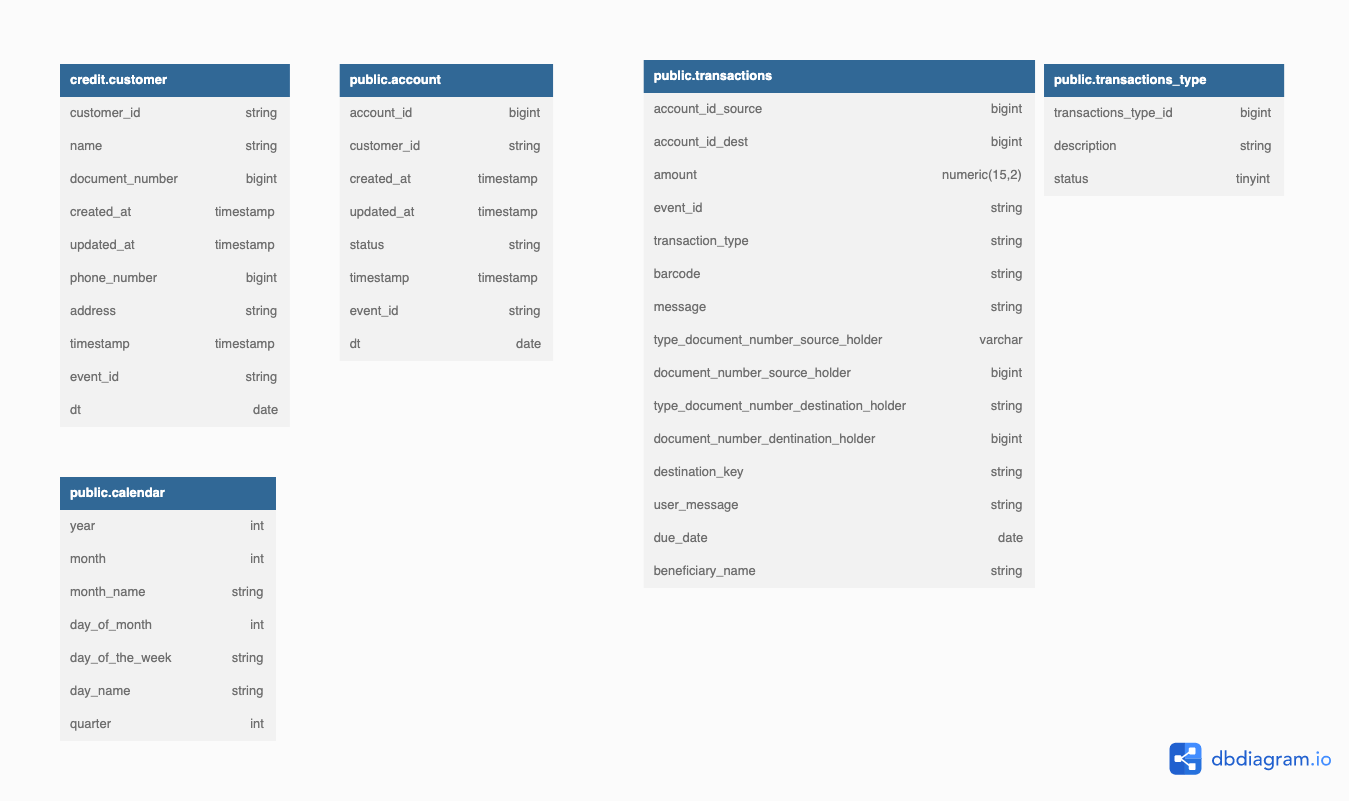 credit.customer
customer_id string
name string
document_number bigint
created_at timestamp
updated_at timestamp
phone_number bigint
address string
timestamp timestamp
event_id string
dt date
public.account
account_id bigint
customer_id string
created_at timestamp
updated_at timestamp
status string
timestamp timestamp
event_id string
dt date
public.transactions
account_id_source bigint
account_id_dest bigint
amount numeric(15,2)
event_id string
transaction_type string
barcode string
message string
type_document_number_source_holder varchar
document_number_source_holder bigint
type_document_number_destination_holder string
document_number_dentination_holder bigint
destination_key string
user_message string
due_date date
beneficiary_name string
public.transactions_type
transactions_type_id bigint
description string
status tinyint
public.calendar
year int
month int
month_name string
day_of_month int
day_of_the_week string
day_name string
quarter int
dbdiagram.io